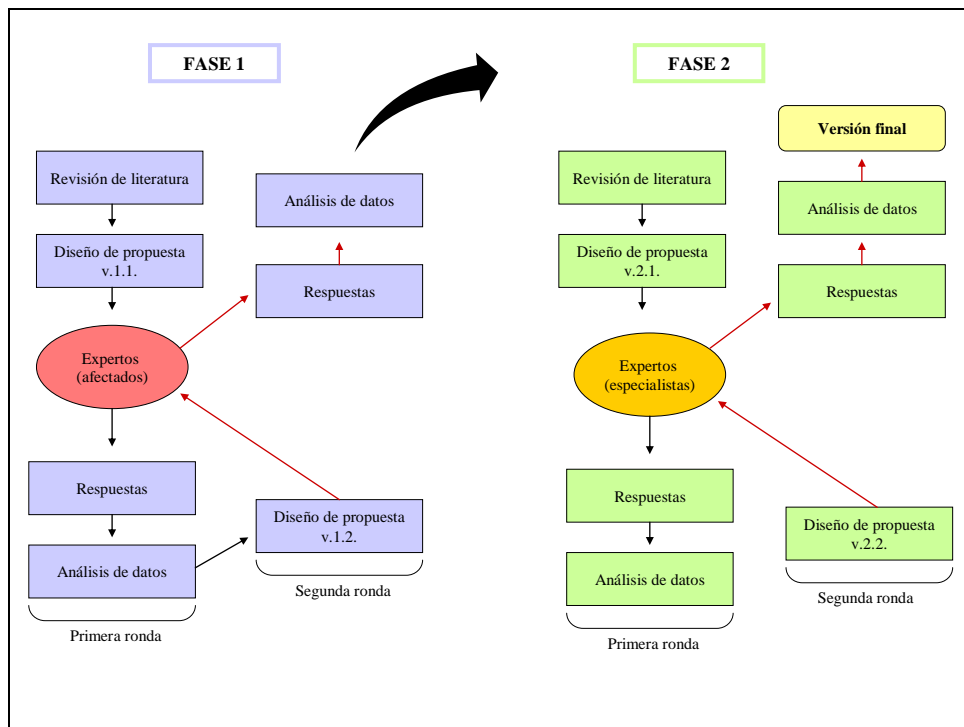 FASE 1
Revisión de literatura
Diseño de propuesta
v.1.1.
Expertos
(afectados)
Respuestas
Análisis de datos
Primera ronda
Diseño de propuesta
v.1.2.
Segunda ronda
Respuestas
Análisis de datos
FASE 2
Revisión de literatura
Diseño de propuesta
v.2.1.
Expertos
(especialistas)
Respuestas
Análisis de datos
Primera ronda
Diseño de propuesta
v.2.2.
Segunda ronda
Respuestas
Análisis de datos
Versión final